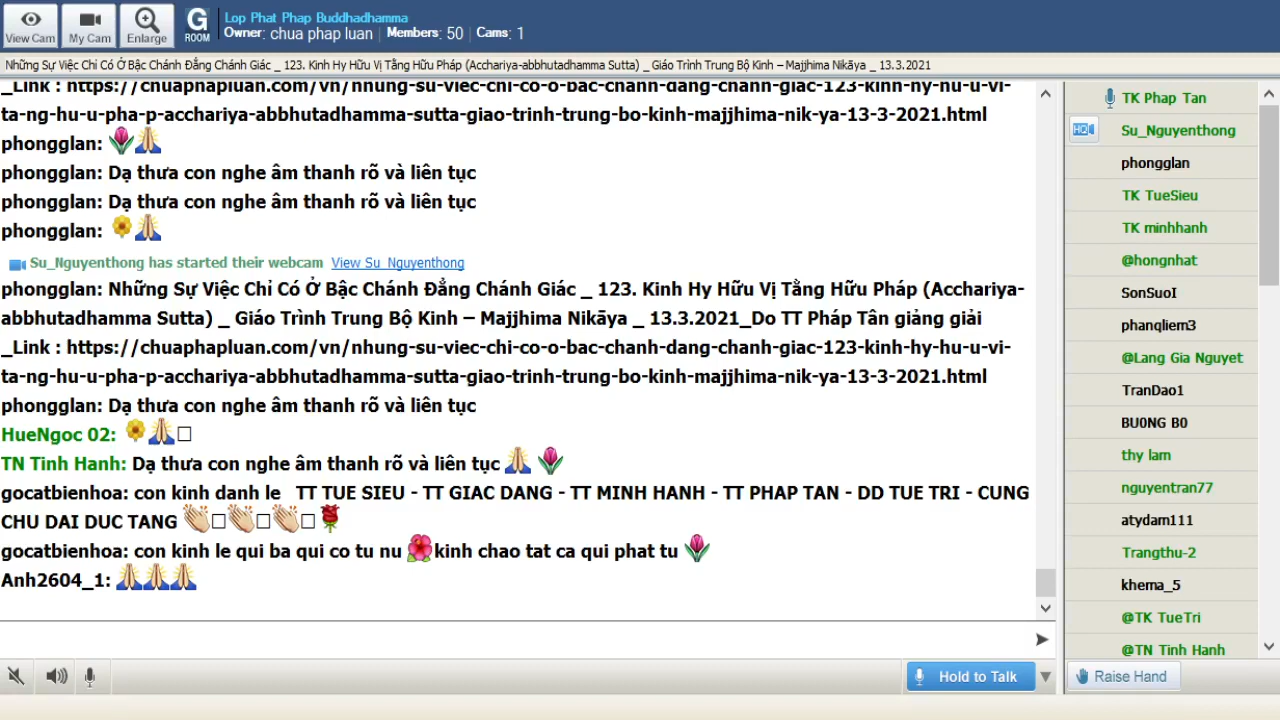 View Cam
My Cam
Enlarge
G
ROOM
Lop Phat Phap Buddhadhamma
Owner: chua phap luan | Members: 50 | Cams: 1
Những Sự Việc Chỉ Có Ở Bậc Chánh Đẳng Chánh Giác _ 123. Kinh Hy Hữu Vị Tằng Hữu Pháp (Acchariya-abbhutadhamma Sutta) _ Giáo Trình Trung Bộ Kinh – Majjhima Nikāya _ 13.3.2021
_Link : https://chuaphapluan.com/vn/nhung-su-viec-chi-co-o-bac-chanh-dang-chanh-giac-123-kinh-hy-hu-u-vi-
ta-ng-hu-u-pha-p-acchariya-abbhutadhamma-sutta-giao-trinh-trung-bo-kinh-majjhima-nik-ya-13-3-2021.html
phongglan: 🌷🙏
phongglan: Dạ thưa con nghe âm thanh rõ và liên tục
phongglan: Dạ thưa con nghe âm thanh rõ và liên tục
phongglan: 🌼🙏
Su_Nguyenthong has started their webcam View Su_Nguyenthong
phongglan: Những Sự Việc Chỉ Có Ở Bậc Chánh Đẳng Chánh Giác _ 123. Kinh Hy Hữu Vị Tằng Hữu Pháp (Acchariya-
abbhutadhamma Sutta) _ Giáo Trình Trung Bộ Kinh – Majjhima Nikāya _ 13.3.2021_Do TT Pháp Tân giảng giải
_Link : https://chuaphapluan.com/vn/nhung-su-viec-chi-co-o-bac-chanh-dang-chanh-giac-123-kinh-hy-hu-u-vi-
ta-ng-hu-u-pha-p-acchariya-abbhutadhamma-sutta-giao-trinh-trung-bo-kinh-majjhima-nik-ya-13-3-2021.html
phongglan: Dạ thưa con nghe âm thanh rõ và liên tục
HueNgoc 02: 🌼🙏□
TN Tinh Hanh: Dạ thưa con nghe âm thanh rõ và liên tục 🙏🌷
gocatbienhoa: con kinh danh le TT TUE SIEU - TT GIAC DANG - TT MINH HANH - TT PHAP TAN - DD TUE TRI - CUNG
CHU DAI DUC TANG 👏□👏□👏□🌹
gocatbienhoa: con kinh le qui ba qui co tu nu 🌺kinh chao tat ca qui phat tu 🌷
Anh2604_1: 🙏🙏🙏
Hold to Talk
TK Phap Tan
HQ
Su_Nguyenthong
phongglan
TK TueSieu
TK minhhanh
@hongnhat
SonSuoI
phanqliem3
@Lang Gia Nguyet
TranDao1
BU0NG B0
thy lam
nguyentran77
atydam111
Trangthu-2
khema_5
@TK TueTri
@TN Tinh Hanh
Raise Hand